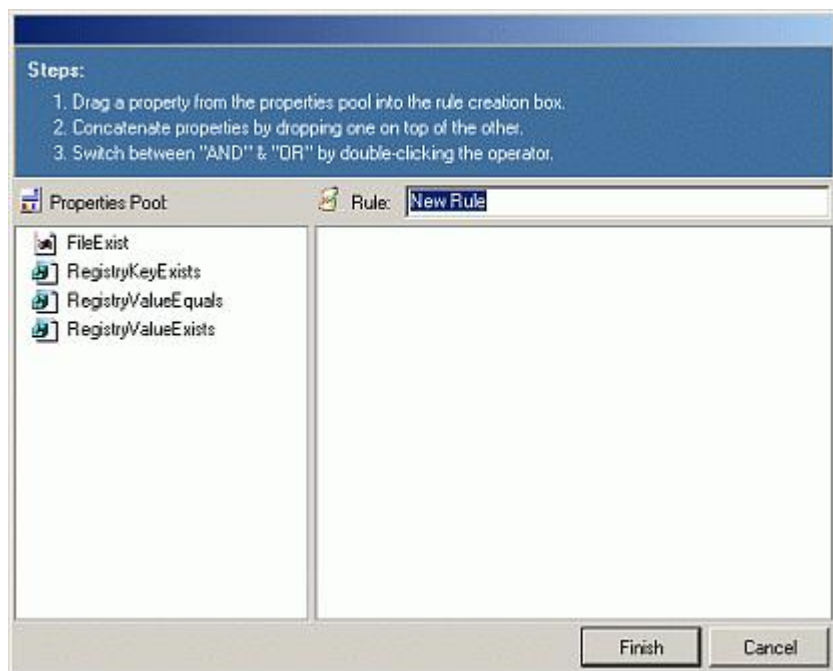 Steps:
1. Drag a property from the properties pool into the rule creation box.
2. Concatenate properties by dropping one on top of the other.
3. Switch between "AND" & "OR" by double-clicking the operator.
Properties Pool:
Rule: New Rule
FileExist
RegistryKeyExists
RegistryValueEquals
RegistryValueExists
Finish Cancel